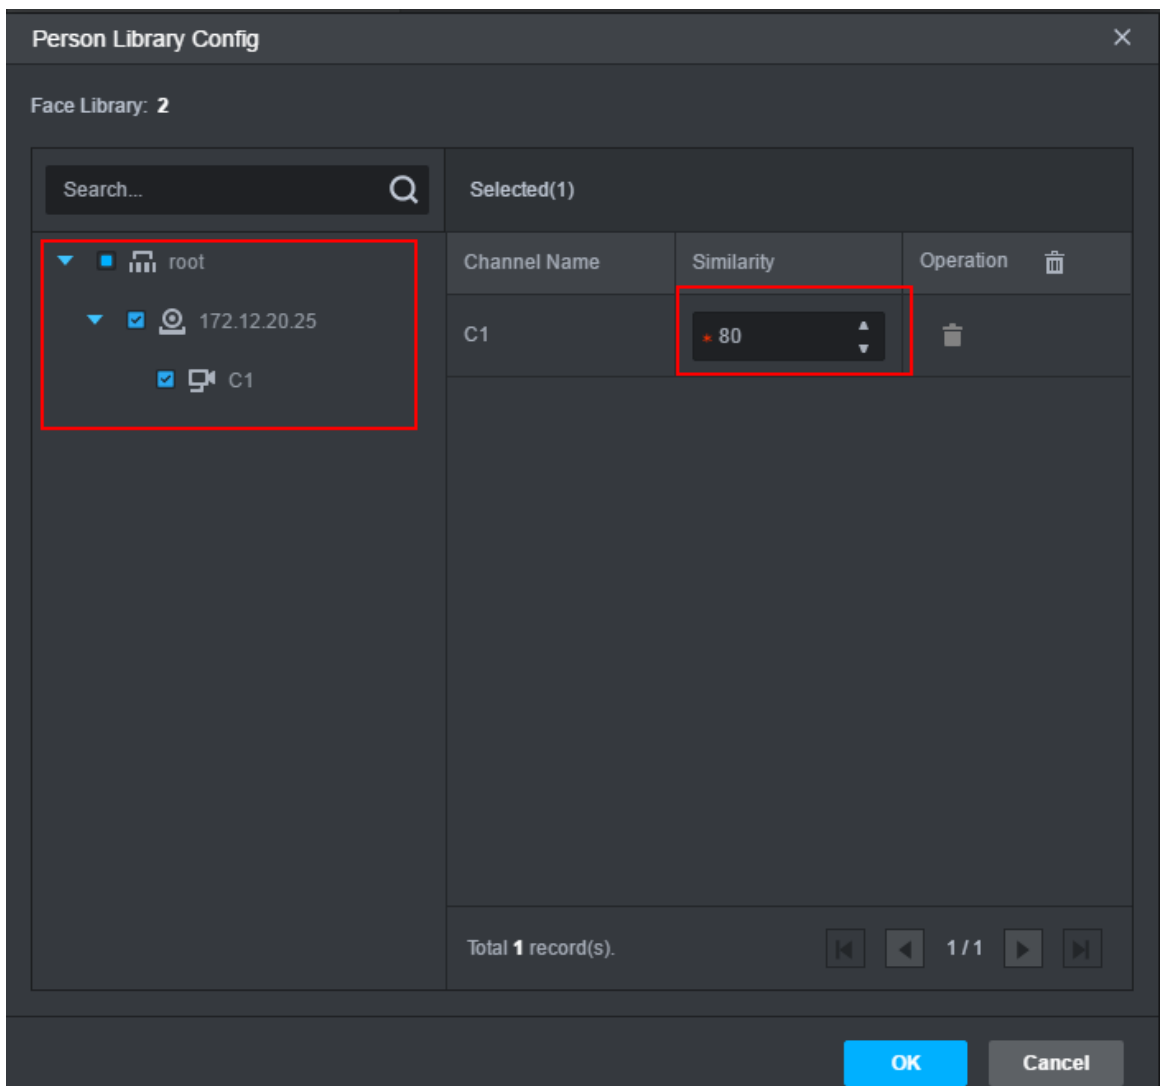 Person Library Config
Face Library: 2
Search...
Selected(1)
root
172.12.20.25
C1
Channel Name Similarity Operation
C1 * 80
Total 1 record(s). 1 / 1
OK Cancel